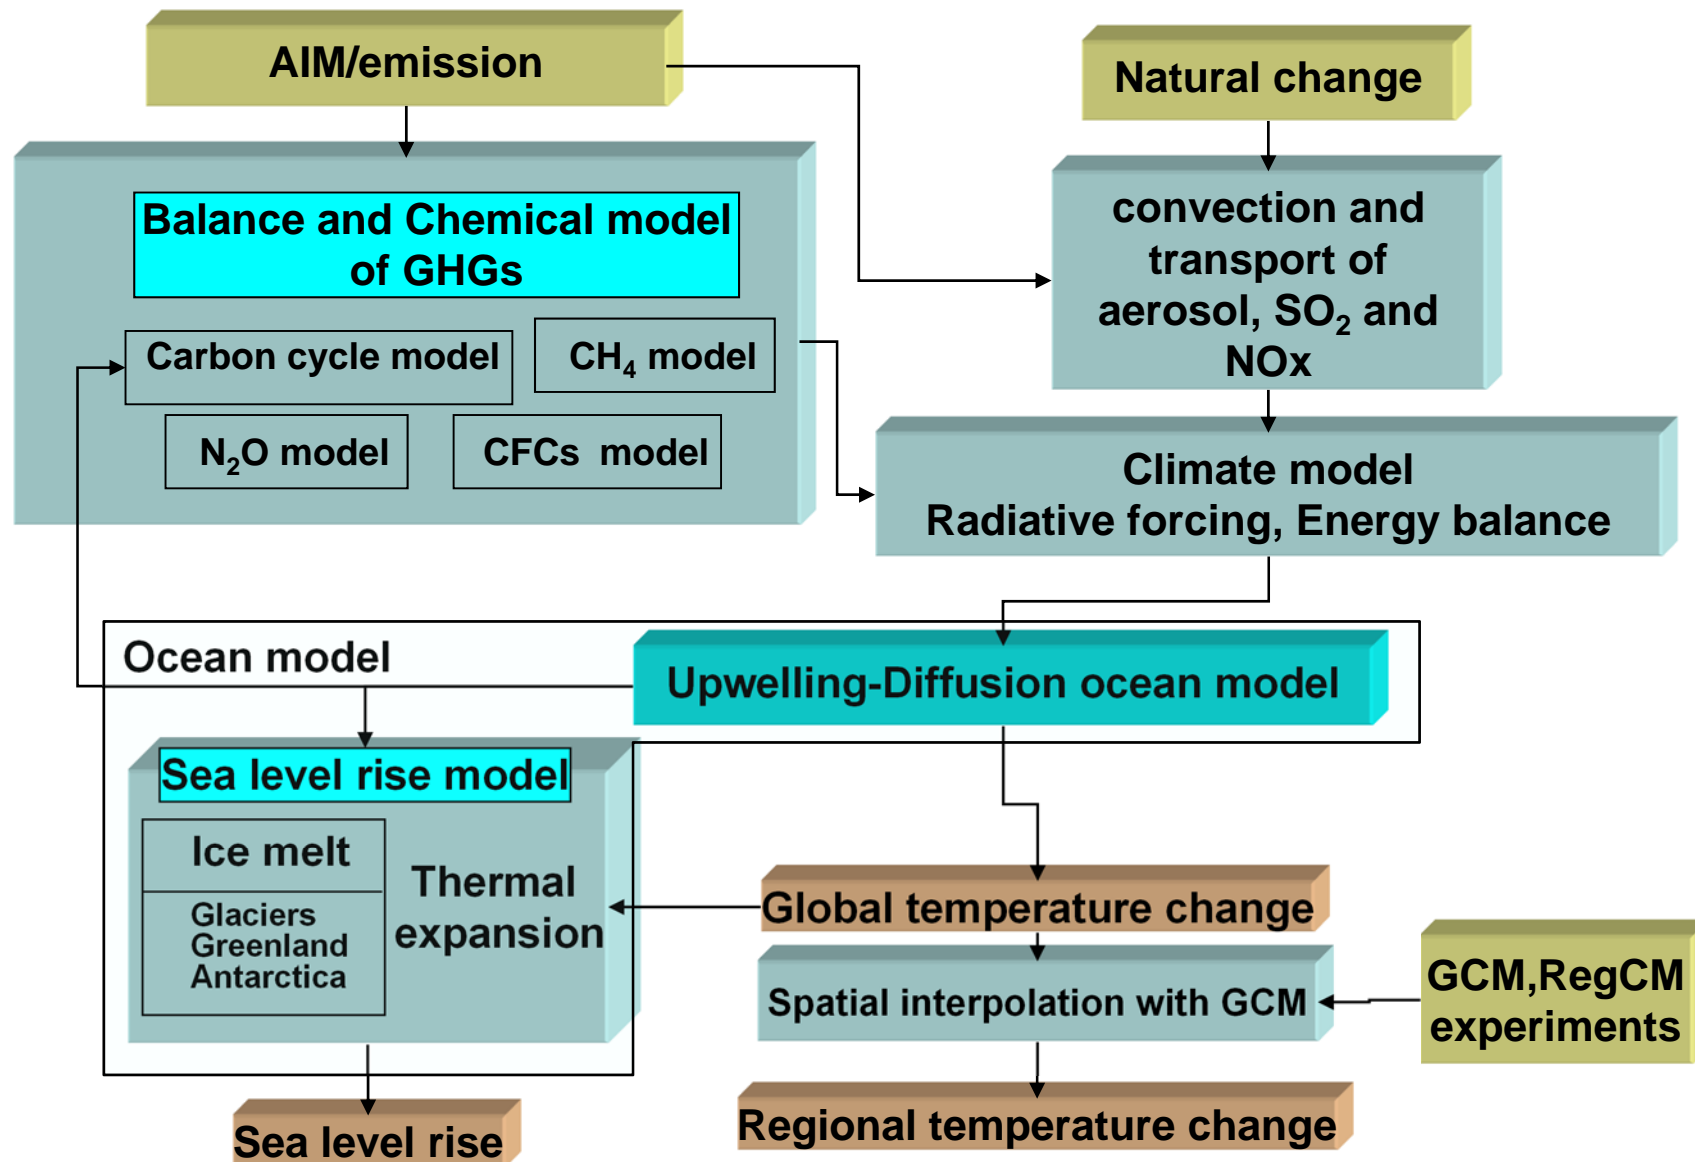 AIM/emission
Natural change
Balance and Chemical model
of GHGs
Carbon cycle model
CH₄ model
N₂O model
CFCs model
convection and
transport of
aerosol, SO₂ and
NOx
Climate model
Radiative forcing, Energy balance
Ocean model
Upwelling-Diffusion ocean model
Sea level rise model
Ice melt
Glaciers
Greenland
Antarctica
Thermal
expansion
Global temperature change
Spatial interpolation with GCM
GCM,RegCM
experiments
Regional temperature change
Sea level rise